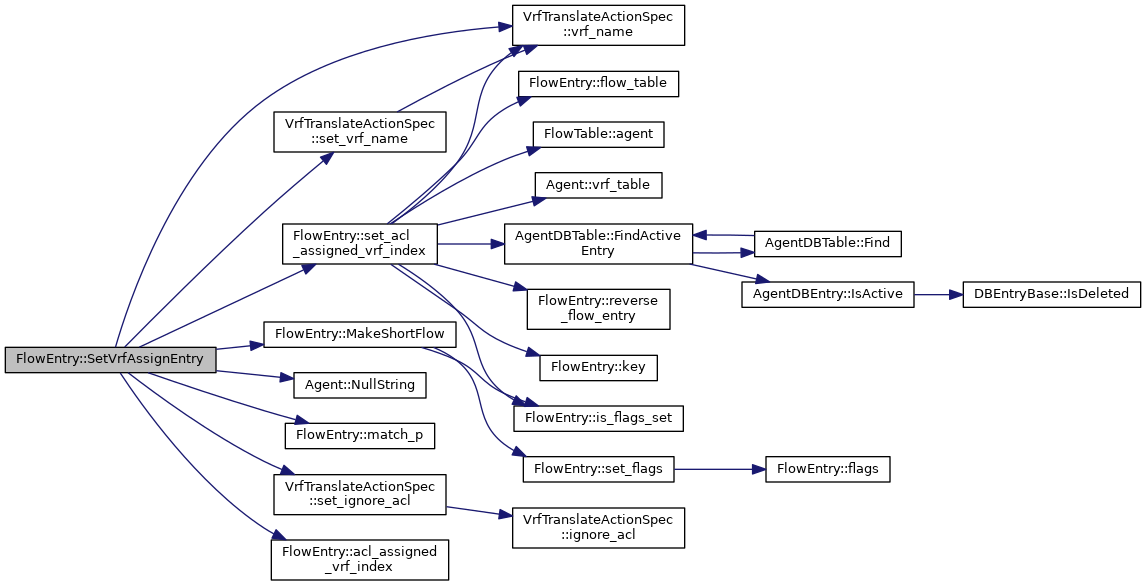 FlowEntry::SetVrfAssignEntry
VrfTranslateActionSpec
::vrf_name
VrfTranslateActionSpec
::set_vrf_name
FlowEntry::set_acl
_assigned_vrf_index
FlowEntry::MakeShortFlow
Agent::NullString
FlowEntry::match_p
VrfTranslateActionSpec
::set_ignore_acl
FlowEntry::acl_assigned
_vrf_index
FlowEntry::flow_table
FlowTable::agent
Agent::vrf_table
AgentDBTable::FindActive
Entry
FlowEntry::reverse
_flow_entry
FlowEntry::key
FlowEntry::is_flags_set
FlowEntry::set_flags
VrfTranslateActionSpec
::ignore_acl
AgentDBTable::Find
AgentDBEntry::IsActive
FlowEntry::flags
DBEntryBase::IsDeleted